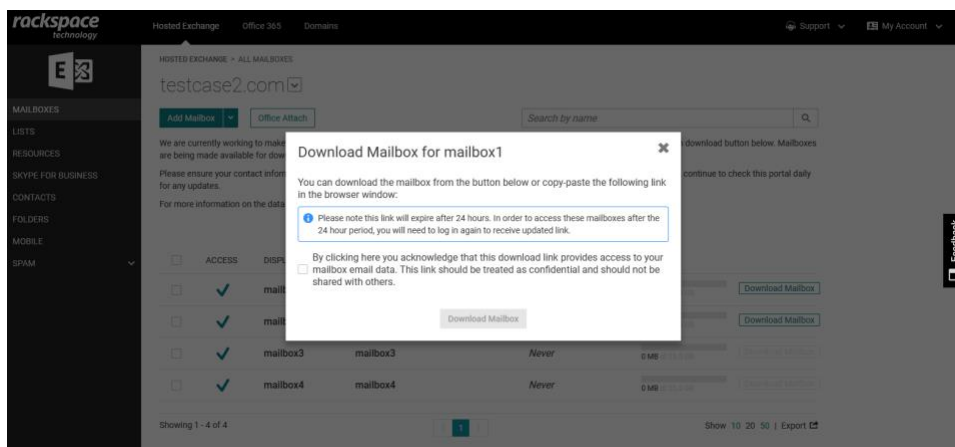 rackspace
technology
Hosted Exchange Office 365 Domains Support My Account
HOSTED EXCHANGE ALL MAILBOXES
testcase2.com
MAILBOXES
LISTS
RESOURCES
SKYPE FOR BUSINESS
CONTACTS
FOLDERS
MOBILE
SPAM
Add Mailbox Office Attach Search by name
We are currently working to make download button below. Mailboxes
are being made available for dow
Please ensure your contact inform continue to check this portal daily
for any updates.
For more information on the data
Download Mailbox for mailbox1
You can download the mailbox from the button below or copy-paste the following link
in the browser window:
Please note this link will expire after 24 hours. In order to access these mailboxes after the
24 hour period, you will need to log in again to receive updated link.
By clicking here you acknowledge that this download link provides access to your
mailbox email data. This link should be treated as confidential and should not be
shared with others.
Download Mailbox
ACCESS DISPL
mailb Download Mailbox
mailb Download Mailbox
mailbox3 mailbox3 Never 0 MB
mailbox4 mailbox4 Never 0 MB
Showing 1 - 4 of 4 1 Show 10 20 50 | Export
Feedback